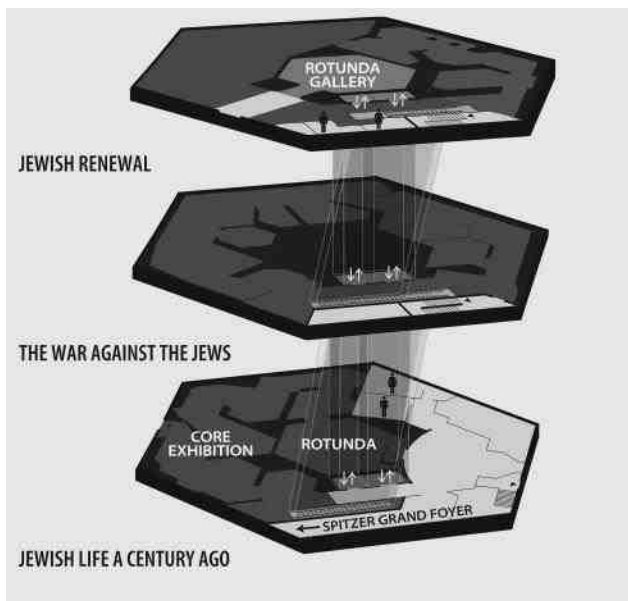 ROTUNDA
GALLERY
JEWISH RENEWAL
THE WAR AGAINST THE JEWS
CORE
EXHIBITION
ROTUNDA
SPITZER GRAND FOYER
JEWISH LIFE A CENTURY AGO